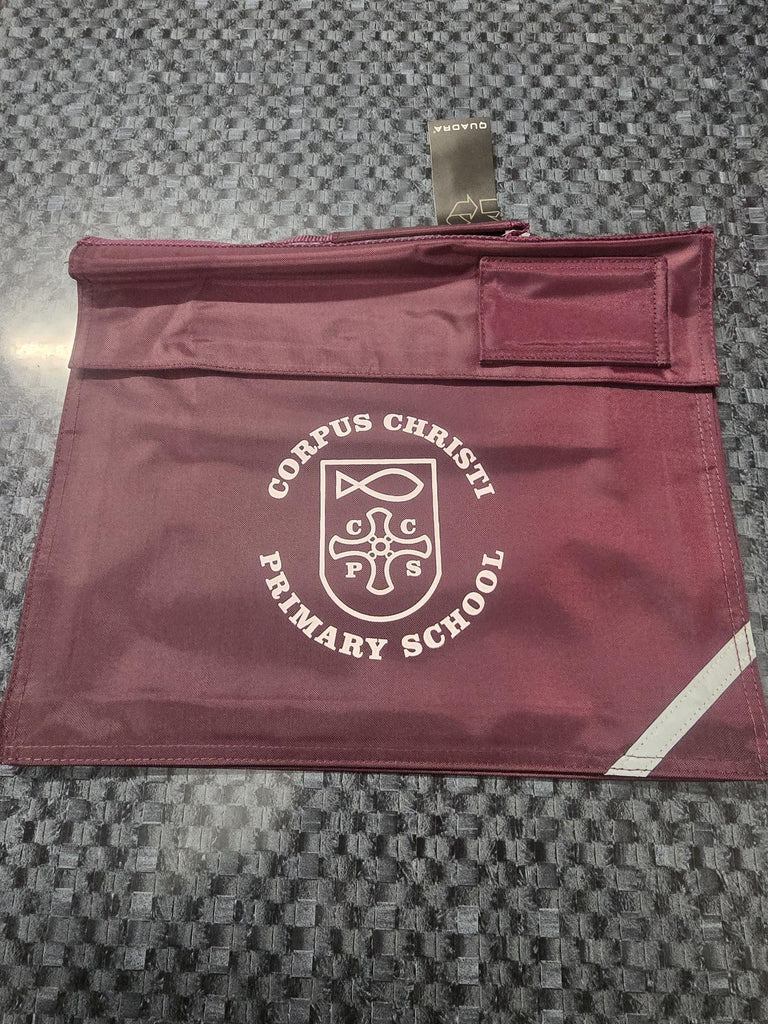 QUADRA
CORPUS CHRISTI
C C
P S
PRIMARY SCHOOL